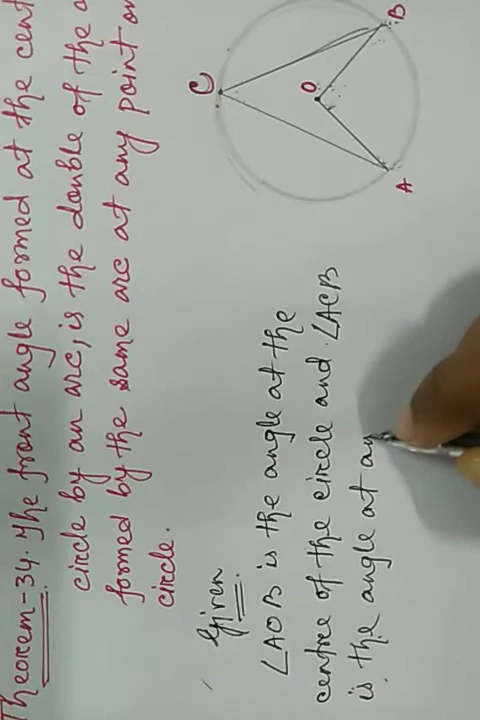 Theorem-34. The front angle formed at the cent
circle by an arc, is the double of the a
formed by the same arc at any point on
circle.
C
O
B
A
Given
∠AOB is the angle at the
centre of the circle and ∠ACB
is the angle at an